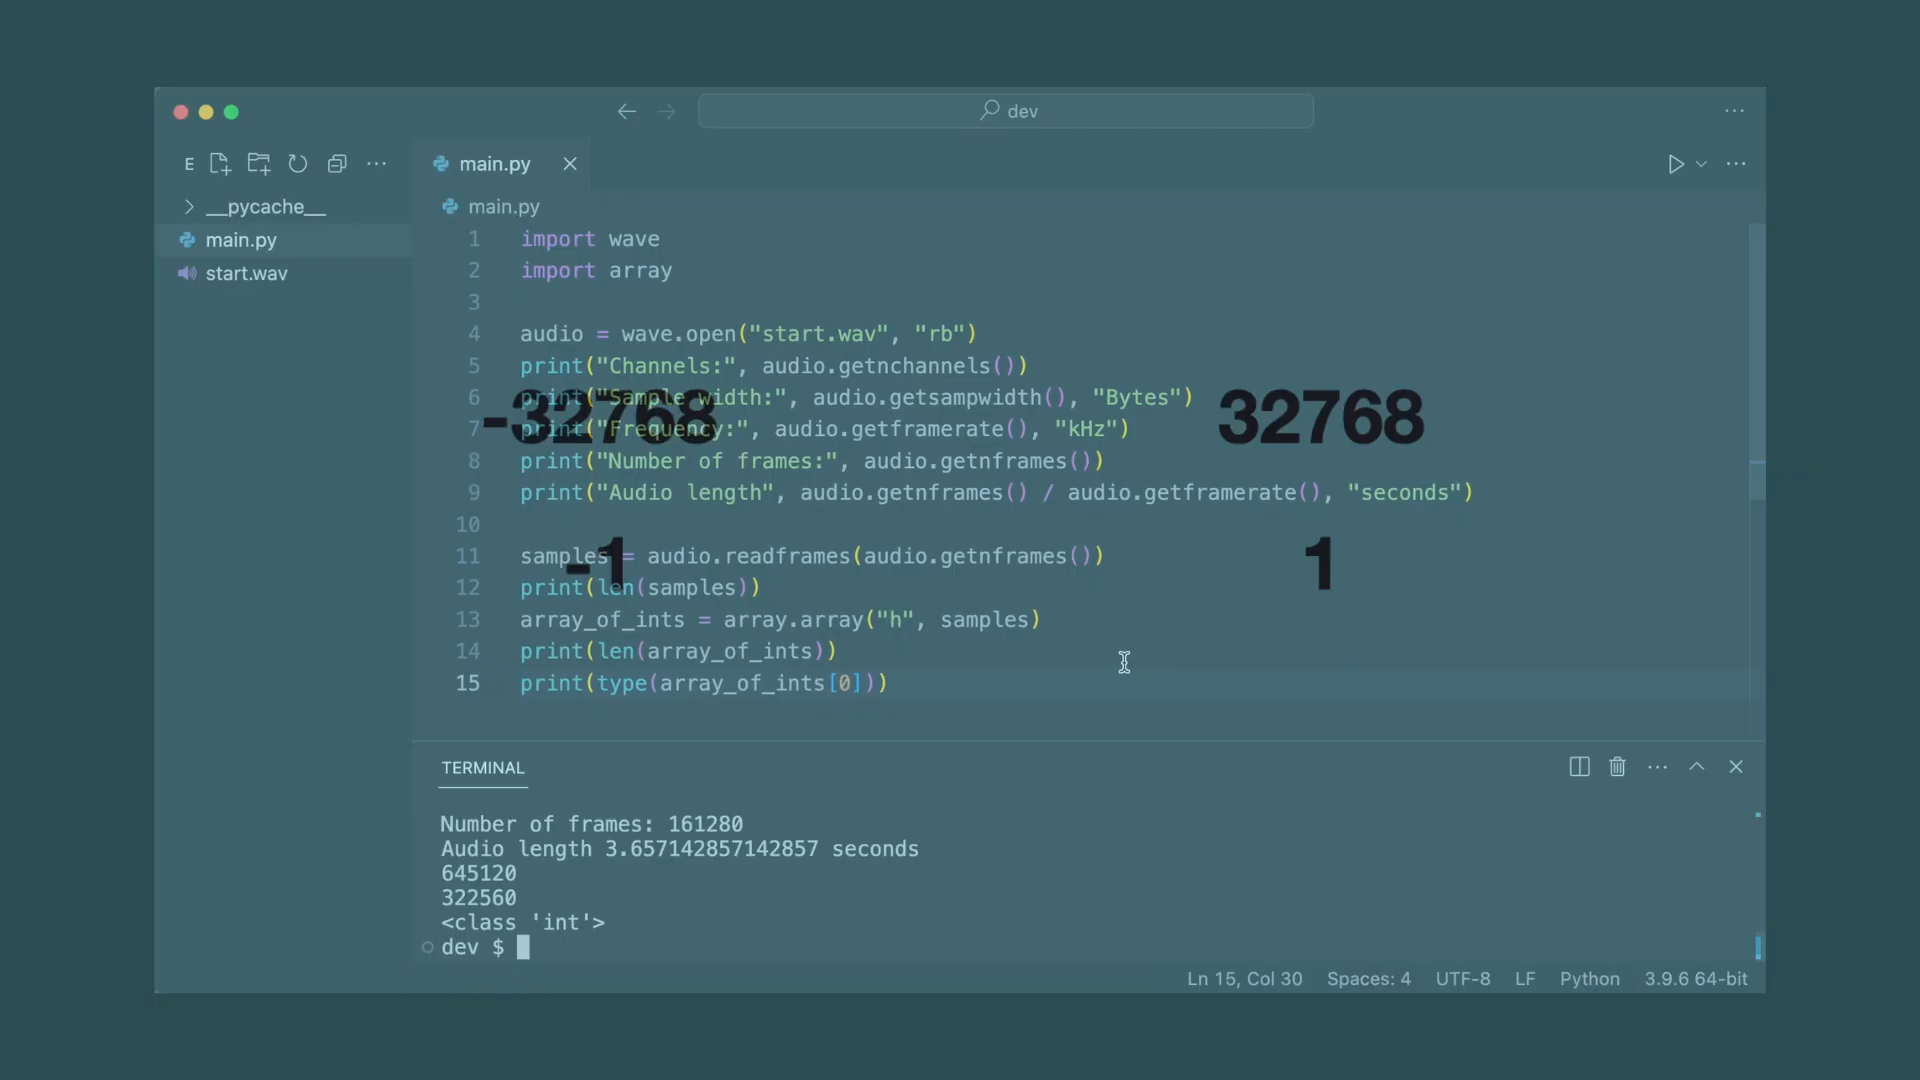 dev
E
main.py
__pycache__
main.py
start.wav
main.py
1 import wave
2 import array
3
4 audio = wave.open("start.wav", "rb")
5 print("Channels:", audio.getnchannels())
6 print("Sample width:", audio.getsampwidth(), "Bytes")
7 print("Frequency:", audio.getframerate(), "kHz")
8 print("Number of frames:", audio.getnframes())
9 print("Audio length", audio.getnframes() / audio.getframerate(), "seconds")
10
11 samples = audio.readframes(audio.getnframes())
12 print(len(samples))
13 array_of_ints = array.array("h", samples)
14 print(len(array_of_ints))
15 print(type(array_of_ints[0]))
-32768 32768
-1 1
TERMINAL
Number of frames: 161280
Audio length 3.657142857142857 seconds
645120
322560
<class 'int'>
dev $
Ln 15, Col 30 Spaces: 4 UTF-8 LF Python 3.9.6 64-bit